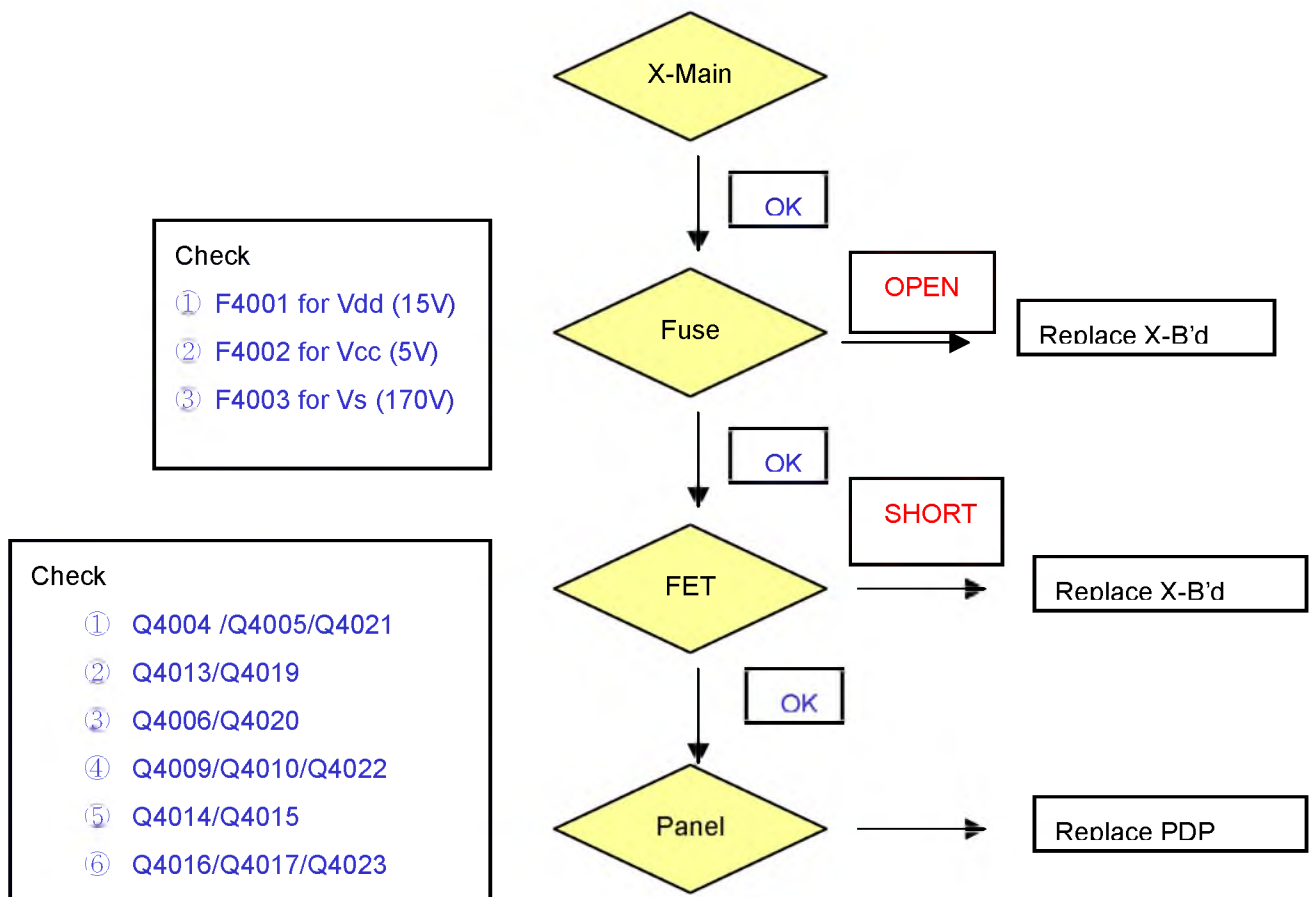 X-Main
OK
Check
① F4001 for Vdd (15V)
② F4002 for Vcc (5V)
③ F4003 for Vs (170V)
Fuse
OPEN
Replace X-B’d
OK
SHORT
Check
① Q4004 /Q4005/Q4021
② Q4013/Q4019
③ Q4006/Q4020
④ Q4009/Q4010/Q4022
⑤ Q4014/Q4015
⑥ Q4016/Q4017/Q4023
FET
Replace X-B’d
OK
Panel
Replace PDP